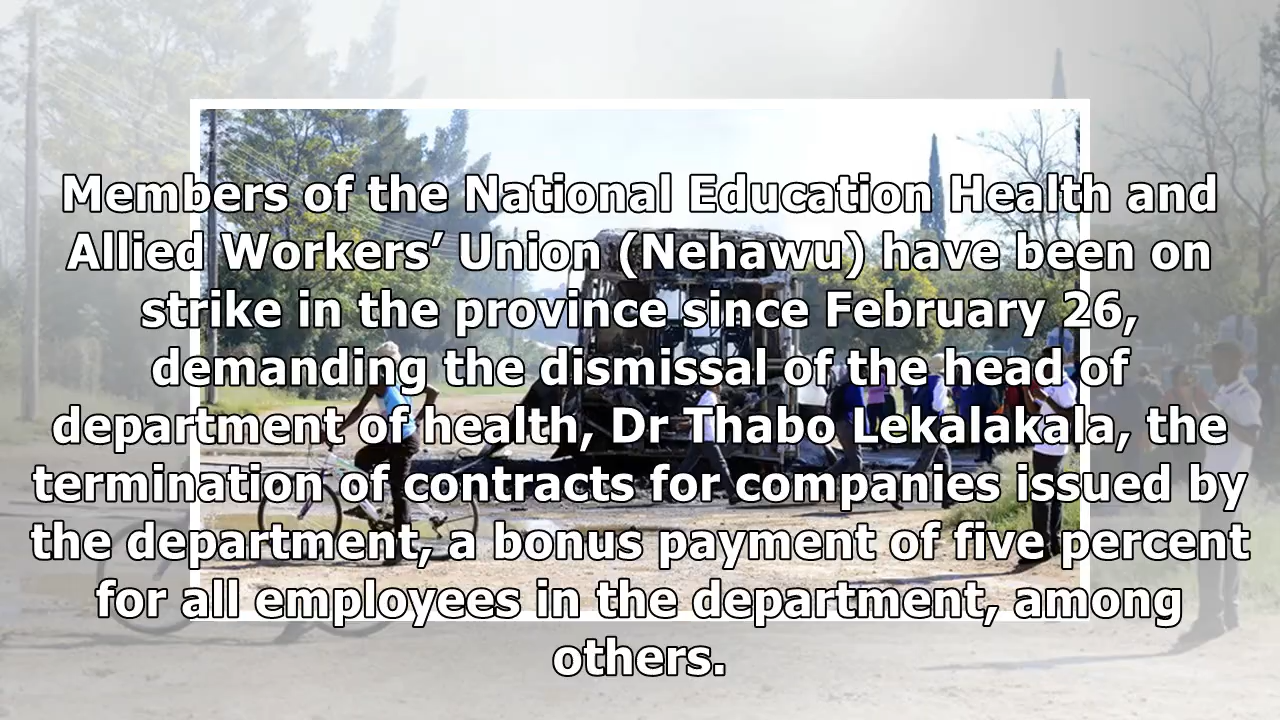 Members of the National Education Health and
Allied Workers’ Union (Nehawu) have been on
strike in the province since February 26,
demanding the dismissal of the head of
department of health, Dr Thabo Lekalakala, the
termination of contracts for companies issued by
the department, a bonus payment of five percent
for all employees in the department, among
others.